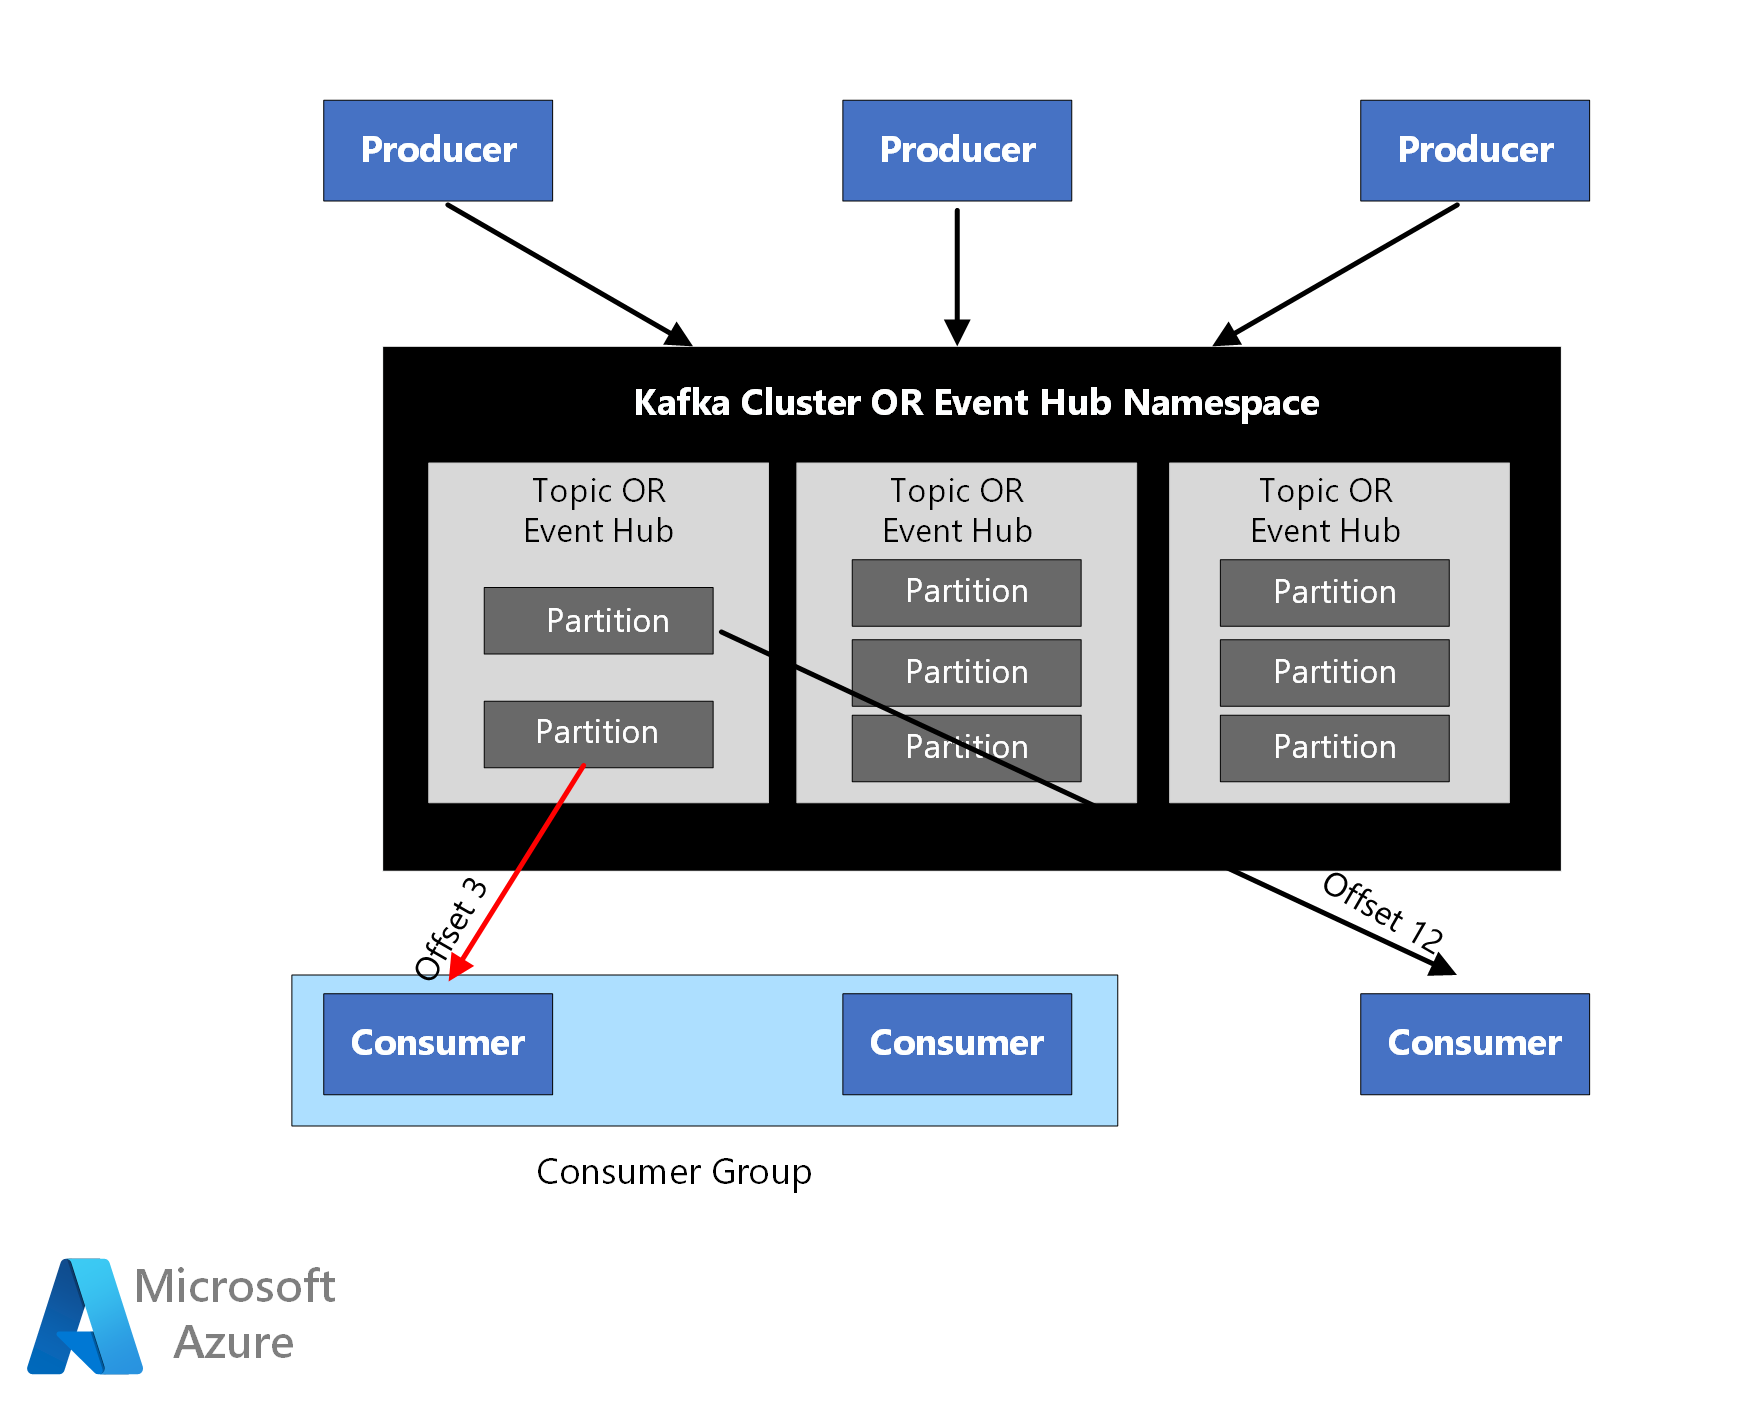 Producer
Producer
Producer
Kafka Cluster OR Event Hub Namespace
Topic OR
Event Hub
Partition
Partition
Topic OR
Event Hub
Partition
Partition
Partition
Topic OR
Event Hub
Partition
Partition
Partition
Offset 3
Offset 12
Consumer
Consumer
Consumer
Consumer Group
Microsoft
Azure